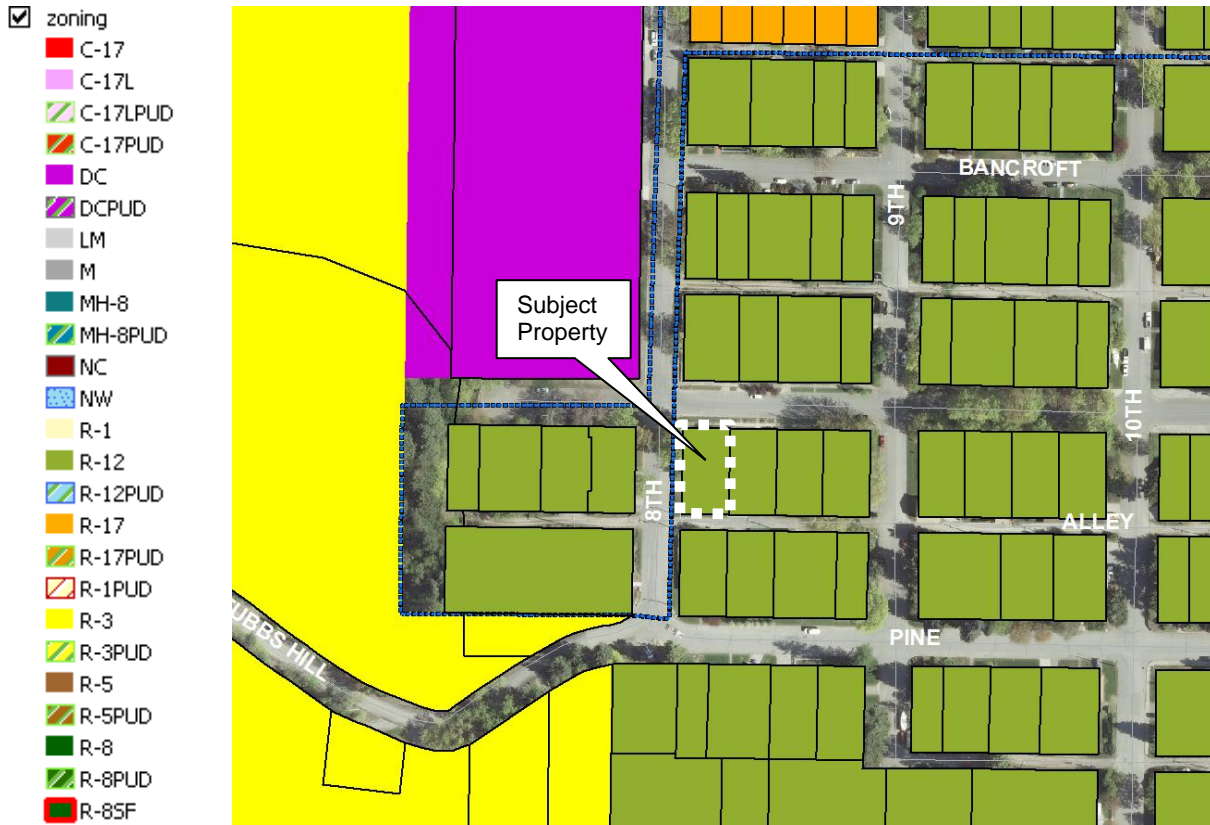 zoning
C-17
C-17L
C-17LPUD
C-17PUD
DC
DCPUD
LM
M
MH-8
MH-8PUD
NC
NW
R-1
R-12
R-12PUD
R-17
R-17PUD
R-1PUD
R-3
R-3PUD
R-5
R-5PUD
R-8
R-8PUD
R-8SF
BANCROFT
9TH
Subject
Property
10TH
8TH
ALLEY
PINE
UBBS HILL